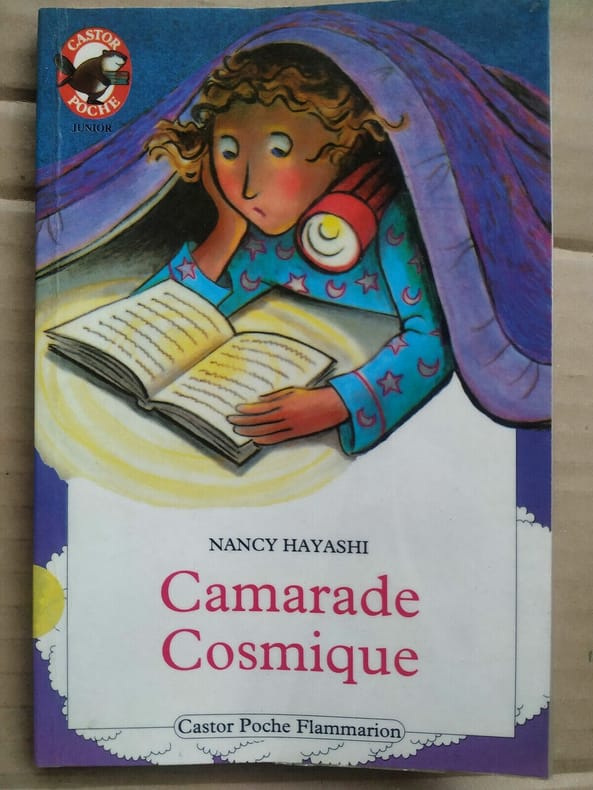 CASTOR
POCHE
JUNIOR
NANCY HAYASHI
Camarade
Cosmique
Castor Poche Flammarion